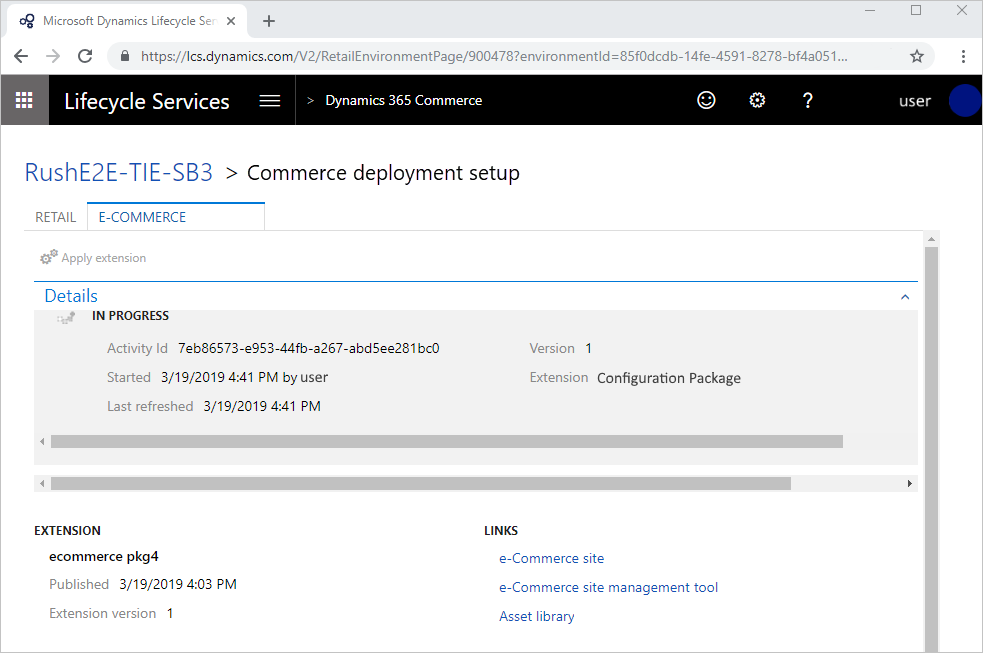 Microsoft Dynamics Lifecycle Ser
https://lcs.dynamics.com/V2/RetailEnvironmentPage/900478?environmentId=85f0dcdb-14fe-4591-8278-bf4a051...
Lifecycle Services > Dynamics 365 Commerce ? user
RushE2E-TIE-SB3 > Commerce deployment setup
RETAIL E-COMMERCE
Apply extension
Details
IN PROGRESS
Activity Id 7eb86573-e953-44fb-a267-abd5ee281bc0 Version 1
Started 3/19/2019 4:41 PM by user Extension Configuration Package
Last refreshed 3/19/2019 4:41 PM
EXTENSION LINKS
ecommerce pkg4 e-Commerce site
Published 3/19/2019 4:03 PM e-Commerce site management tool
Extension version 1 Asset library